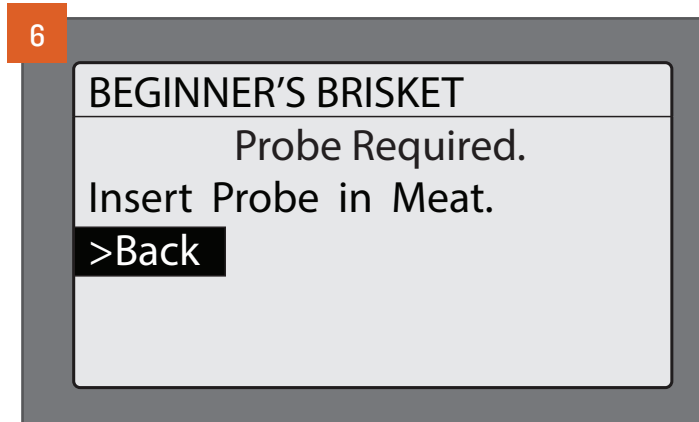 6
BEGINNER’S BRISKET
Probe Required.
Insert Probe in Meat.
>Back